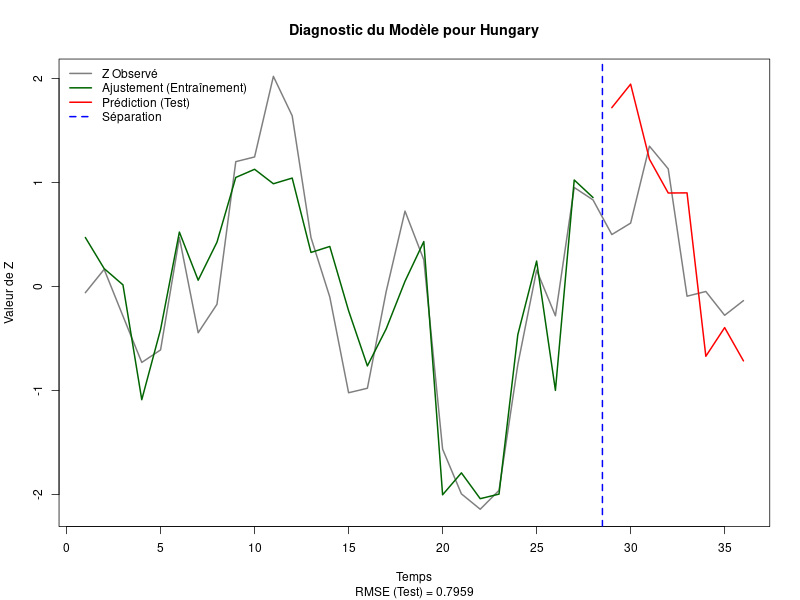 Diagnostic du Modèle pour Hungary
Z Observé
Ajustement (Entraînement)
Prédiction (Test)
Séparation
Valeur de Z
2
1
0
-1
-2
0 5 10 15 20 25 30 35
Temps
RMSE (Test) = 0.7959